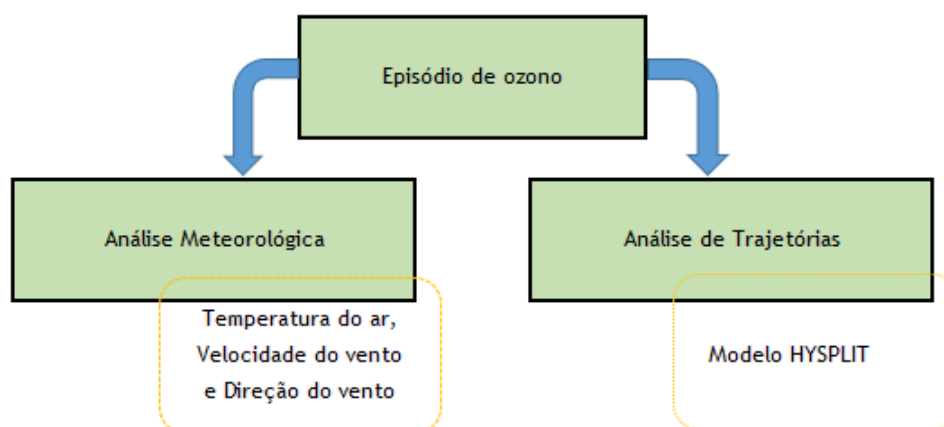 Episódio de ozono
Análise Meteorológica
Análise de Trajetórias
Temperatura do ar,
Velocidade do vento
e Direção do vento
Modelo HYSPLIT